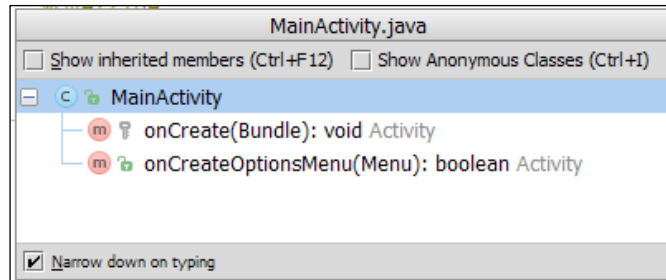 MainActivity.java
Show inherited members (Ctrl+F12) Show Anonymous Classes (Ctrl+I)
C MainActivity
m onCreate(Bundle): void Activity
m onCreateOptionsMenu(Menu): boolean Activity
Narrow down on typing